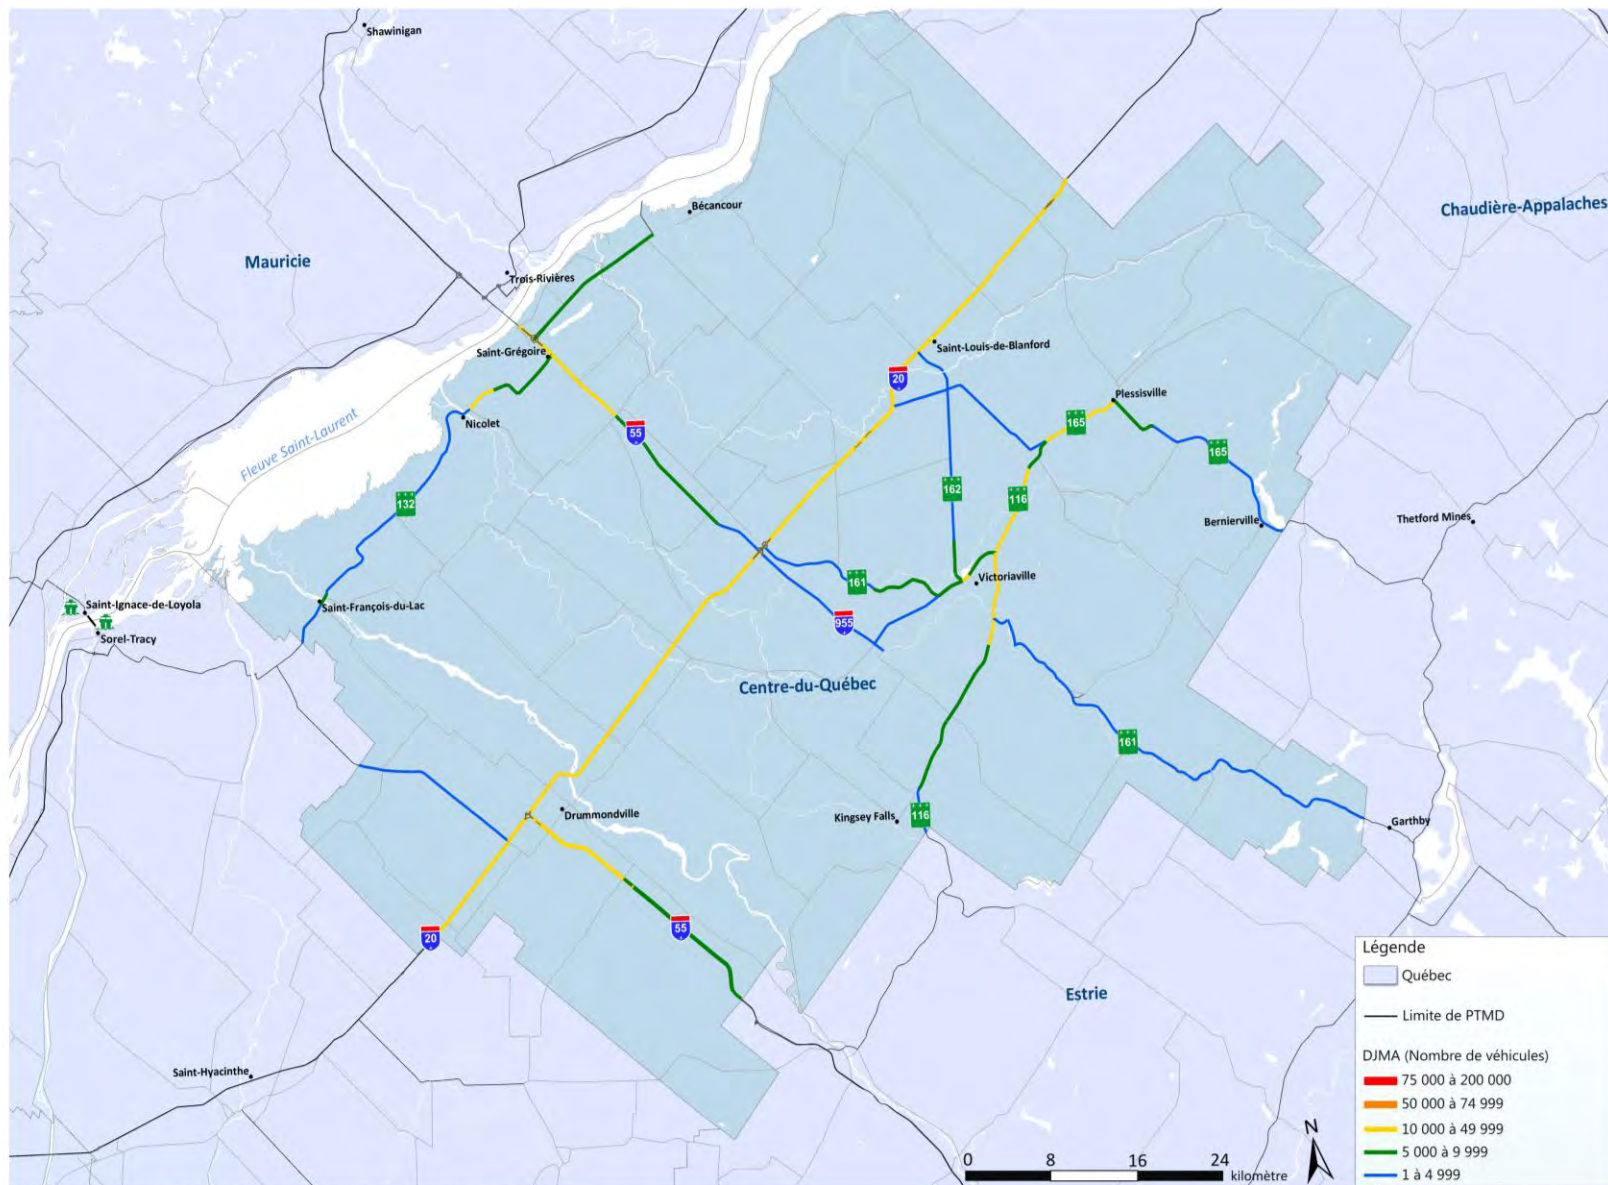 Shawinigan
Bécancour
Chaudière-Appalaches
Mauricie
Trois-Rivières
Saint-Grégoire
Saint-Louis-de-Blanford
20
Plessisville
Nicolet
55
165
165
Fleuve Saint-Laurent
132
162
116
Bernierville
Thetford Mines
161
Victoriaville
Saint-Ignace-de-Loyola
Saint-François-du-Lac
955
Sorel-Tracy
Centre-du-Québec
161
Drummondville
Kingsey Falls
116
Garthby
20
55
Estrie
Saint-Hyacinthe
Légende
Québec
Limite de PTMD
DJMA (Nombre de véhicules)
75 000 à 200 000
50 000 à 74 999
10 000 à 49 999
5 000 à 9 999
1 à 4 999
N
0 8 16 24
kilomètre